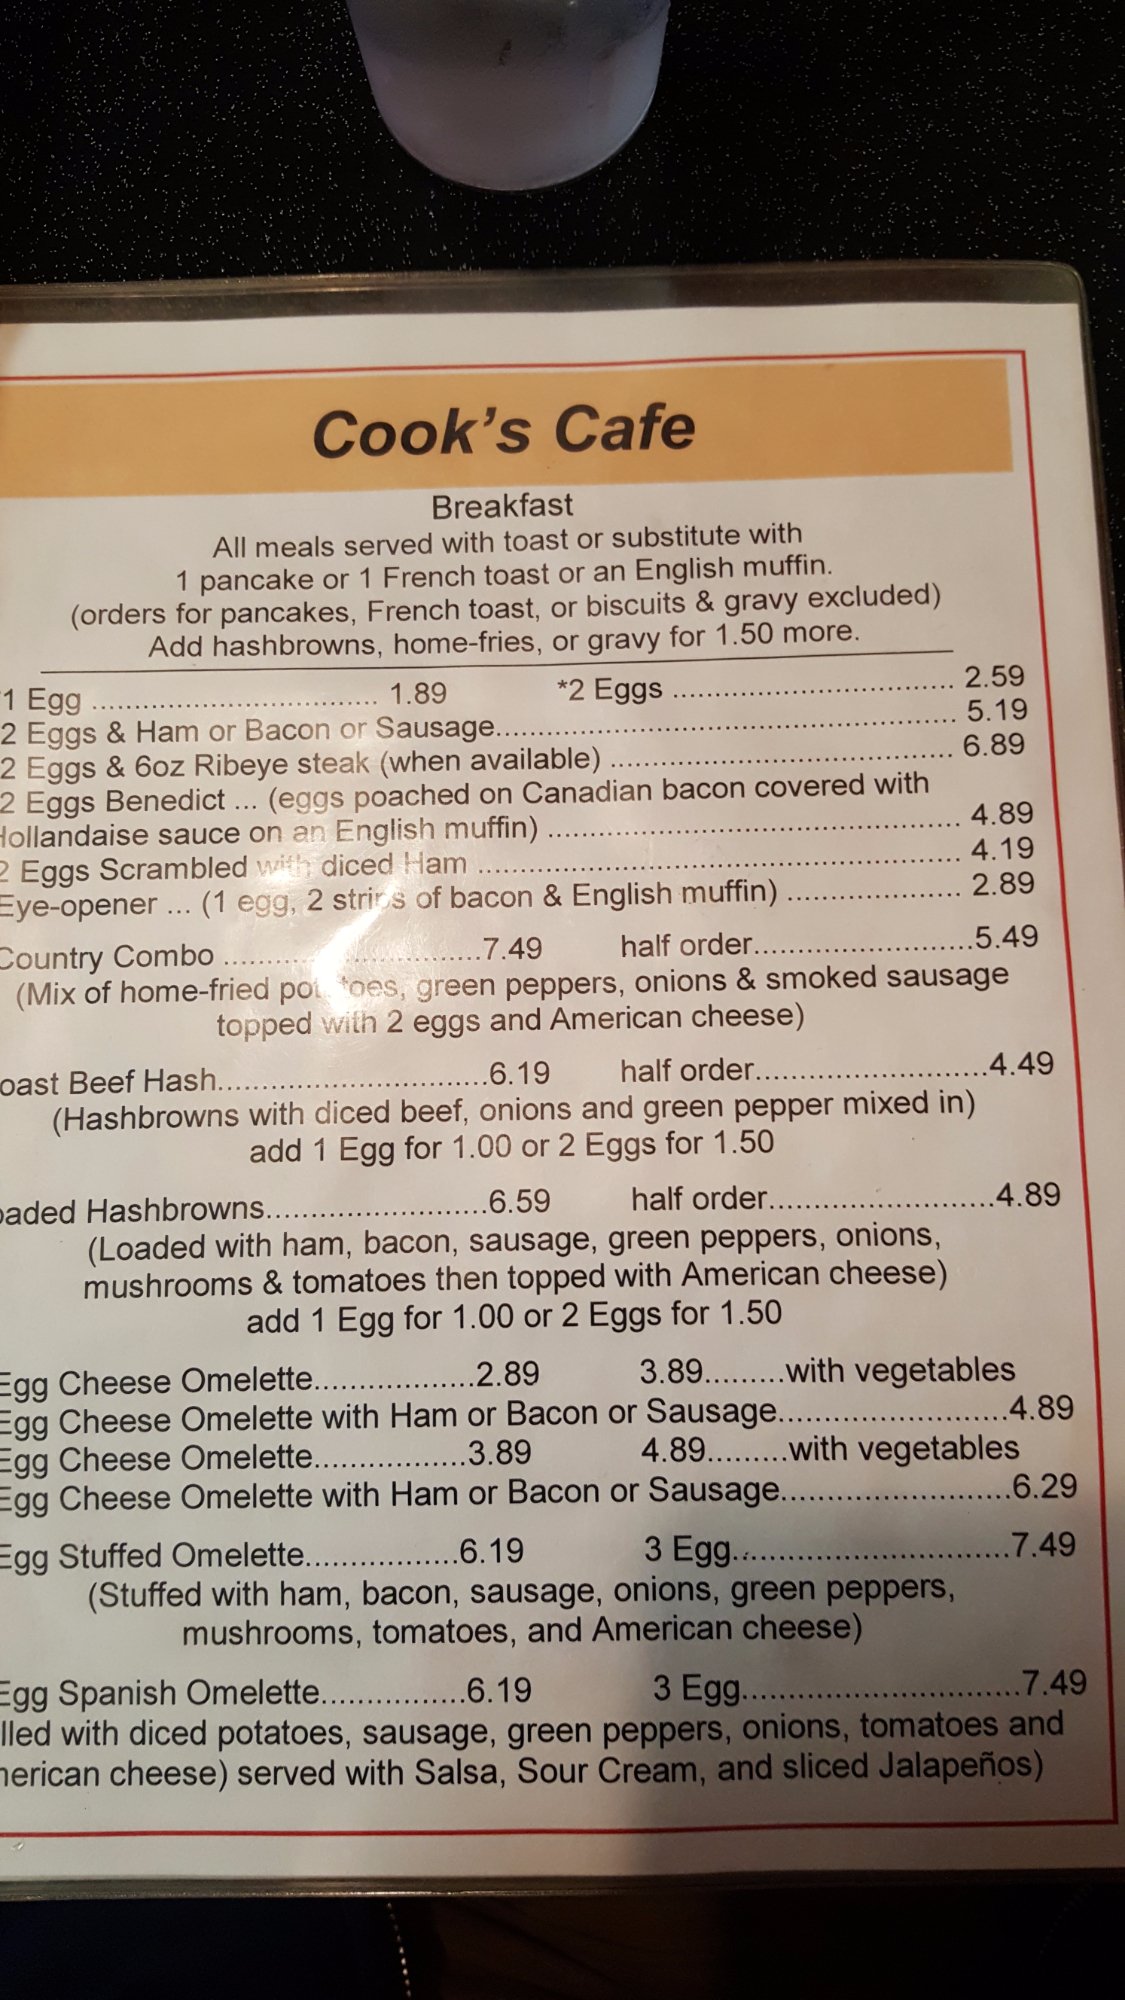 Cook's Cafe
Breakfast
All meals served with toast or substitute with
1 pancake or 1 French toast or an English muffin.
(orders for pancakes, French toast, or biscuits & gravy excluded)
Add hashbrowns, home-fries, or gravy for 1.50 more.
1 Egg ................................ 1.89 *2 Eggs ................................ 2.59
2 Eggs & Ham or Bacon or Sausage.................................................... 5.19
2 Eggs & 6oz Ribeye steak (when available) ...................................... 6.89
2 Eggs Benedict ... (eggs poached on Canadian bacon covered with
Hollandaise sauce on an English muffin) .............................................. 4.89
2 Eggs Scrambled with diced Ham ...................................................... 4.19
Eye-opener ... (1 egg, 2 strips of bacon & English muffin) ................... 2.89
Country Combo .............................7.49 half order.........................5.49
(Mix of home-fried potatoes, green peppers, onions & smoked sausage
topped with 2 eggs and American cheese)
oast Beef Hash..............................6.19 half order..........................4.49
(Hashbrowns with diced beef, onions and green pepper mixed in)
add 1 Egg for 1.00 or 2 Eggs for 1.50
oaded Hashbrowns.........................6.59 half order.........................4.89
(Loaded with ham, bacon, sausage, green peppers, onions,
mushrooms & tomatoes then topped with American cheese)
add 1 Egg for 1.00 or 2 Eggs for 1.50
Egg Cheese Omelette..................2.89 3.89.........with vegetables
Egg Cheese Omelette with Ham or Bacon or Sausage..........................4.89
Egg Cheese Omelette.................3.89 4.89.........with vegetables
Egg Cheese Omelette with Ham or Bacon or Sausage..........................6.29
Egg Stuffed Omelette.................6.19 3 Egg...............................7.49
(Stuffed with ham, bacon, sausage, onions, green peppers,
mushrooms, tomatoes, and American cheese)
Egg Spanish Omelette................6.19 3 Egg...............................7.49
lled with diced potatoes, sausage, green peppers, onions, tomatoes and
merican cheese) served with Salsa, Sour Cream, and sliced Jalapeños)